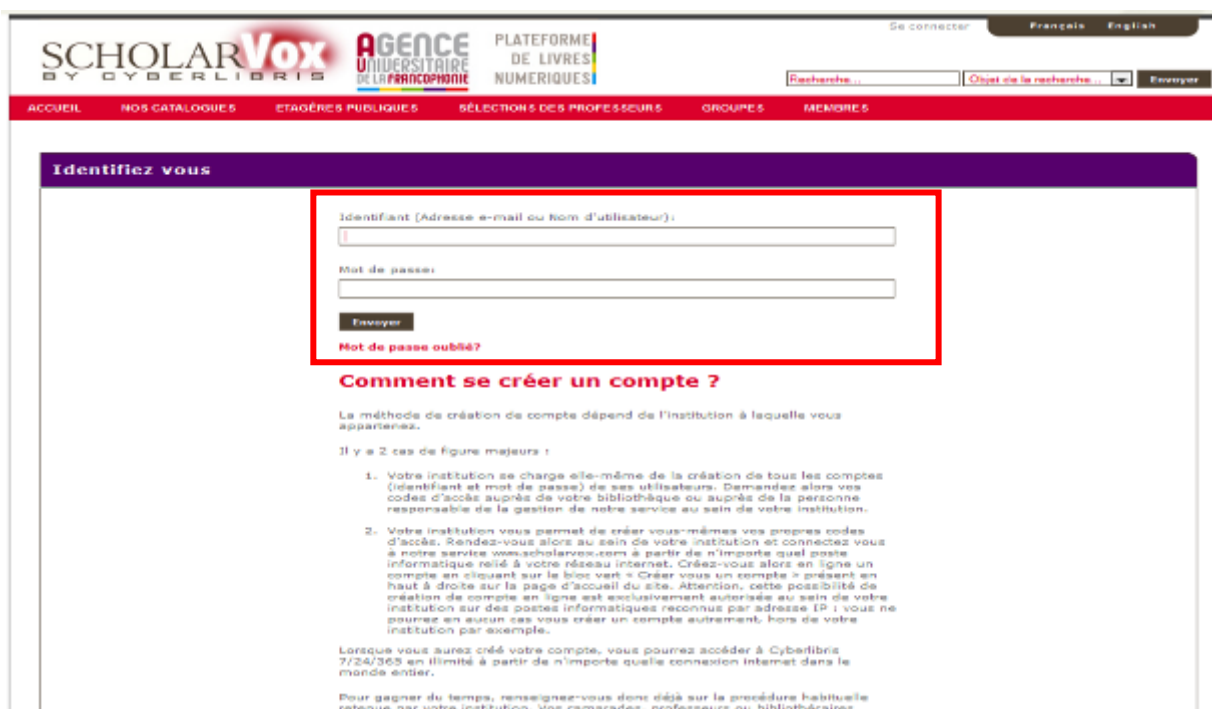 Se connecter Français English
SCHOLARVox
BY CYBERLIBRIS
AGENCE
UNIVERSITAIRE
DE LA FRANCOPHONIE
PLATEFORME
DE LIVRES
NUMERIQUES
Recherche... Objet de la recherche... Envoyer
ACCUEIL NOS CATALOGUES ETAGÈRES PUBLIQUES SÉLECTIONS DES PROFESSEURS GROUPES MEMBRES
Identifiez vous
Identifiant (Adresse e-mail ou Nom d'utilisateur):
Mot de passe:
Envoyer
Mot de passe oublié?
Comment se créer un compte ?
La méthode de création de compte dépend de l'institution à laquelle vous
appartenez.
Il y a 2 cas de figure majeurs :
1. Votre institution se charge elle-même de la création de tous les comptes
(identifiant et mot de passe) de ses utilisateurs. Demandez alors vos
codes d'accès auprès de votre bibliothèque ou auprès de la personne
responsable de la gestion de notre service au sein de votre institution.
2. Votre institution vous permet de créer vous-mêmes vos propres codes
d'accès. Rendez-vous alors au sein de votre institution et connectez vous
à notre service www.scholarvox.com à partir de n'importe quel poste
informatique relié à votre réseau internet. Créez-vous alors en ligne un
compte en cliquant sur le bloc vert « Créer vous un compte » présent en
haut à droite sur la page d'accueil du site. Attention, cette possibilité de
création de compte en ligne est exclusivement autorisée au sein de votre
institution sur des postes informatiques reconnus par adresse IP : vous ne
pourrez en aucun cas vous créer un compte autrement, hors de votre
institution par exemple.
Lorsque vous aurez créé votre compte, vous pourrez accéder à Cyberlibris
7/24/365 en illimité à partir de n'importe quelle connexion internet dans le
monde entier.
Pour gagner du temps, renseignez-vous donc déjà sur la procédure habituelle
retenue par votre institution. Vos camarades, professeurs ou bibliothécaires